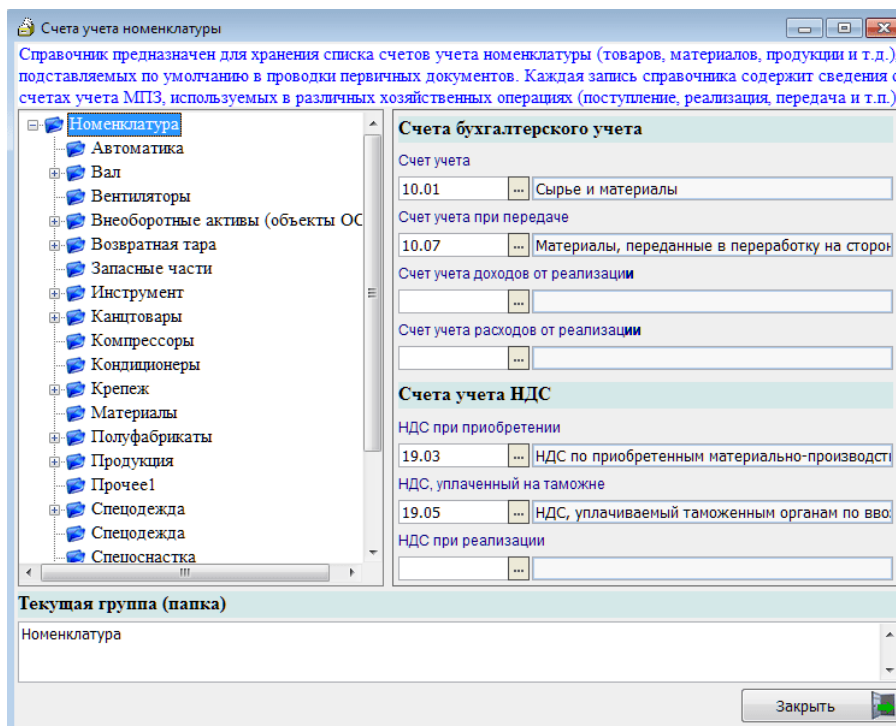 Счета учета номенклатуры
Справочник предназначен для хранения списка счетов учета номенклатуры (товаров, материалов, продукции и т.д.)
подставляемых по умолчанию в проводки первичных документов. Каждая запись справочника содержит сведения о
счетах учета МПЗ, используемых в различных хозяйственных операциях (поступление, реализация, передача и т.п.)
Номенклатура
Автоматика
Вал
Вентиляторы
Внеоборотные активы (объекты ОС
Возвратная тара
Запасные части
Инструмент
Канцтовары
Компрессоры
Кондиционеры
Крепеж
Материалы
Полуфабрикаты
Продукция
Прочее1
Спецодежда
Спецодежда
Спецоснастка
Счета бухгалтерского учета
Счет учета
10.01 ... Сырье и материалы
Счет учета при передаче
10.07 ... Материалы, переданные в переработку на сторон
Счет учета доходов от реализации
...
Счет учета расходов от реализации
...
Счета учета НДС
НДС при приобретении
19.03 ... НДС по приобретенным материально-производст
НДС, уплаченный на таможне
19.05 ... НДС, уплачиваемый таможенным органам по вво
НДС при реализации
...
Текущая группа (папка)
Номенклатура
Закрыть